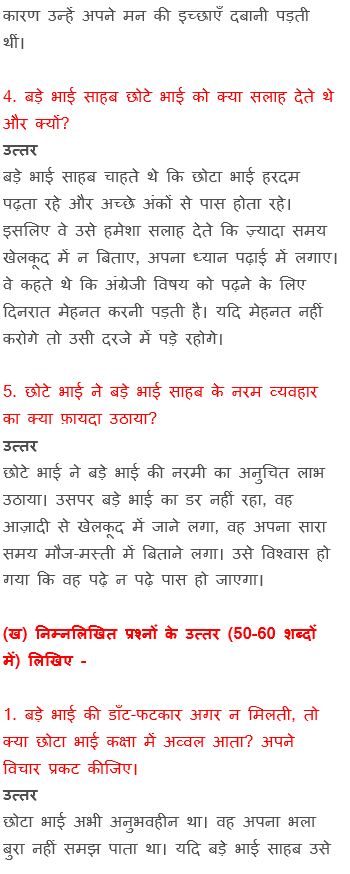 कारण उन्हें अपने मन की इच्छाएँ दबानी पड़ती
थीं।
4. बड़े भाई साहब छोटे भाई को क्या सलाह देते थे
और क्यों?
उत्तर
बड़े भाई साहब चाहते थे कि छोटा भाई हरदम
पढ़ता रहे और अच्छे अंकों से पास होता रहे।
इसलिए वे उसे हमेशा सलाह देते कि ज़्यादा समय
खेलकूद में न बिताए, अपना ध्यान पढ़ाई में लगाए।
वे कहते थे कि अंग्रेजी विषय को पढ़ने के लिए
दिनरात मेहनत करनी पड़ती है। यदि मेहनत नहीं
करोगे तो उसी दरजे में पड़े रहोगे।
5. छोटे भाई ने बड़े भाई साहब के नरम व्यवहार
का क्या फ़ायदा उठाया?
उत्तर
छोटे भाई ने बड़े भाई की नरमी का अनुचित लाभ
उठाया। उसपर बड़े भाई का डर नहीं रहा, वह
आज़ादी से खेलकूद में जाने लगा, वह अपना सारा
समय मौज-मस्ती में बिताने लगा। उसे विश्वास हो
गया कि वह पढ़े न पढ़े पास हो जाएगा।
(ख) निम्नलिखित प्रश्नों के उत्तर (50-60 शब्दों
में) लिखिए -
1. बड़े भाई की डाँट-फटकार अगर न मिलती, तो
क्या छोटा भाई कक्षा में अव्वल आता? अपने
विचार प्रकट कीजिए।
उत्तर
छोटा भाई अभी अनुभवहीन था। वह अपना भला
बुरा नहीं समझ पाता था। यदि बड़े भाई साहब उसे